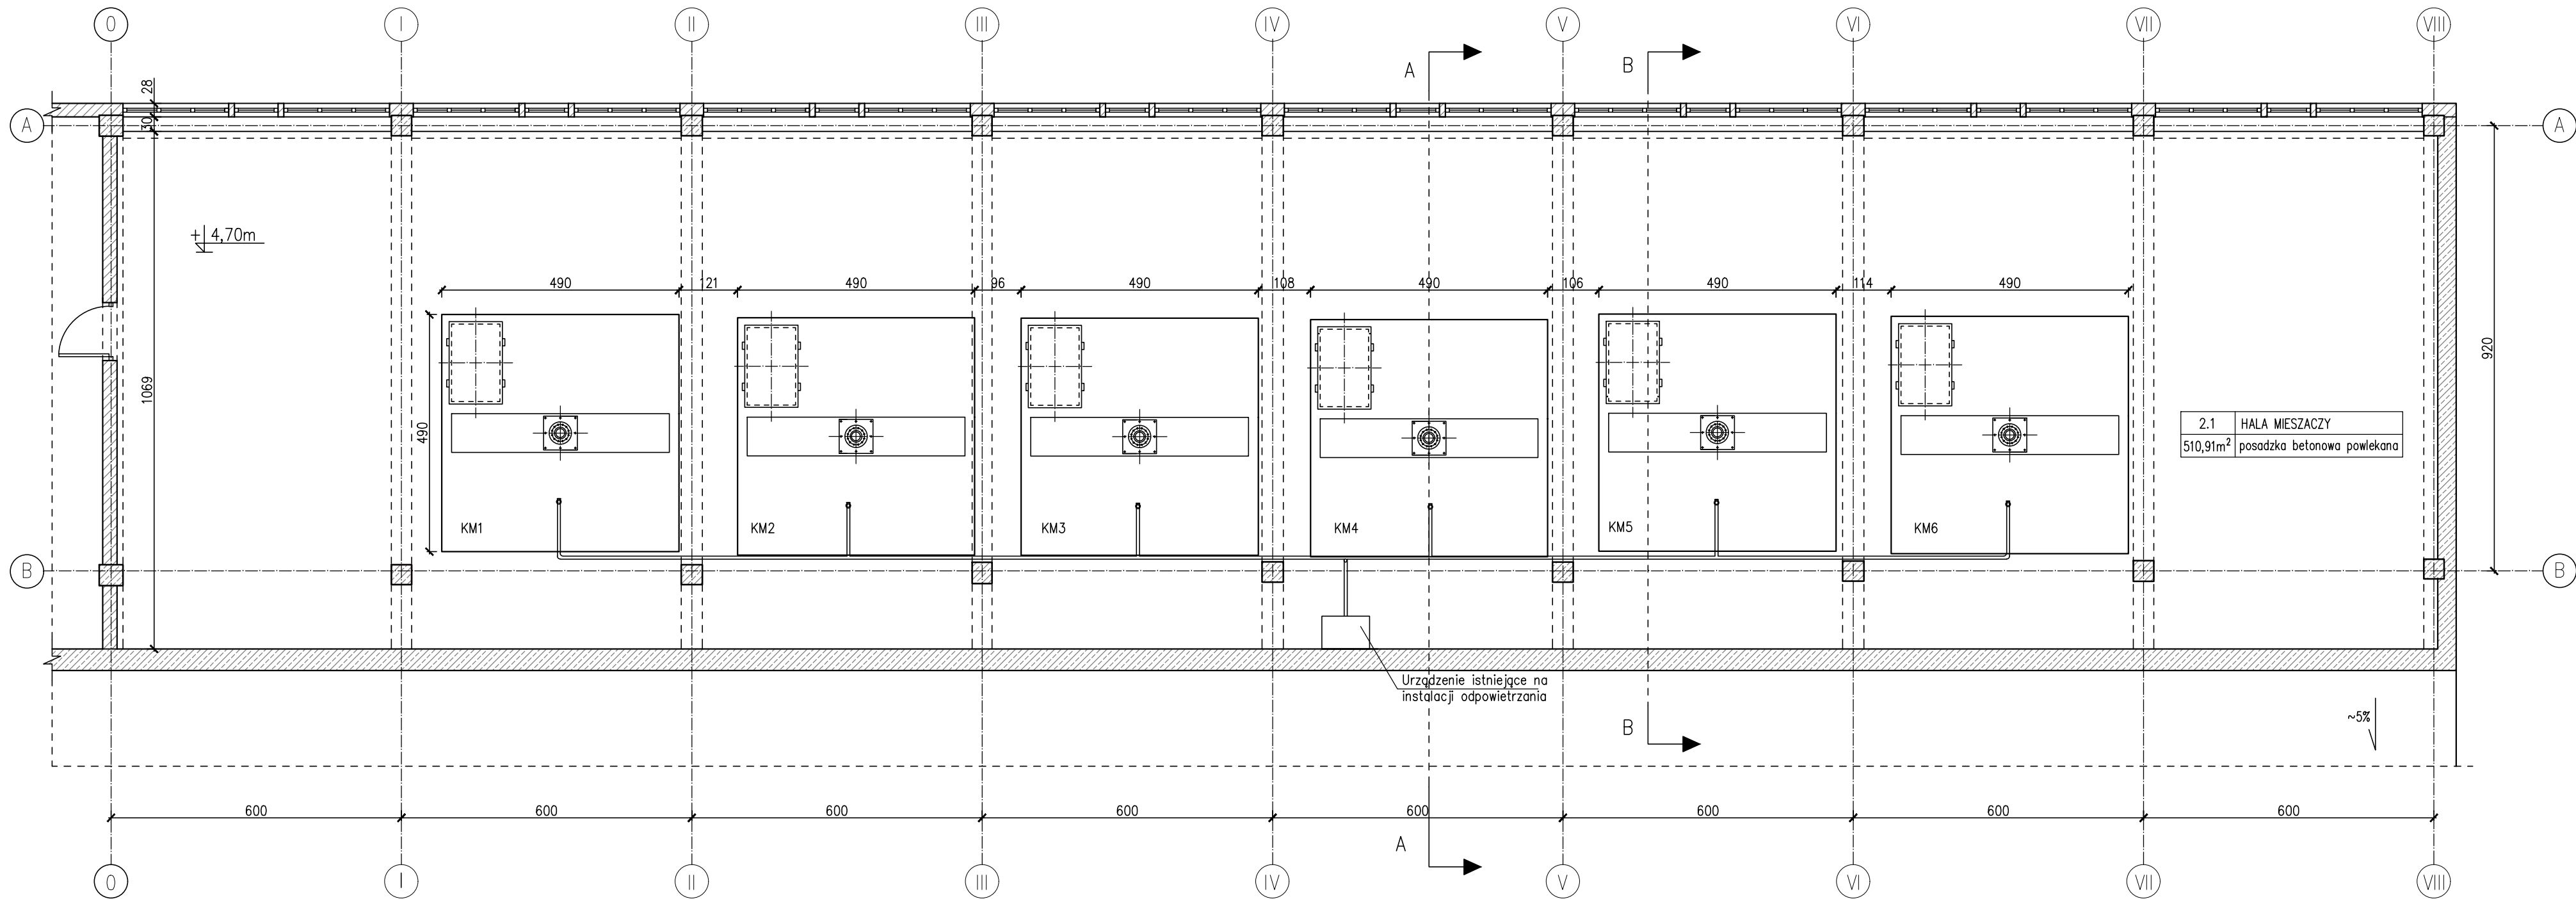 0 I II III IV V VI VII VIII
A B
28
A A
30
+ 4,70m
490 121 490 96 490 108 490 106 490 114 490
920
1069
490
2.1 HALA MIESZACZY
510,91m² posadzka betonowa powlekana
KM1 KM2 KM3 KM4 KM5 KM6
B B
Urządzenie istniejące na
instalacji odpowietrzania
~5%
B
600 600 600 600 600 600 600 600
A
0 I II III IV V VI VII VIII